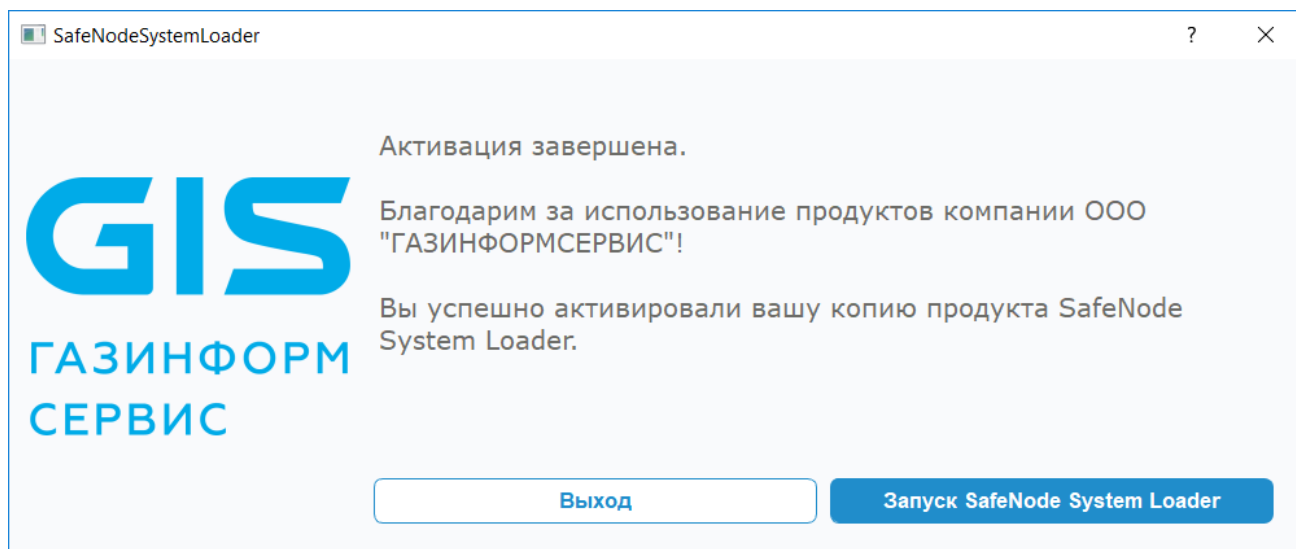 SafeNodeSystemLoader
?
Активация завершена.
Благодарим за использование продуктов компании ООО
"ГАЗИНФОРМСЕРВИС"!
Вы успешно активировали вашу копию продукта SafeNode
System Loader.
GIS
ГАЗИНФОРМ
СЕРВИС
Выход
Запуск SafeNode System Loader